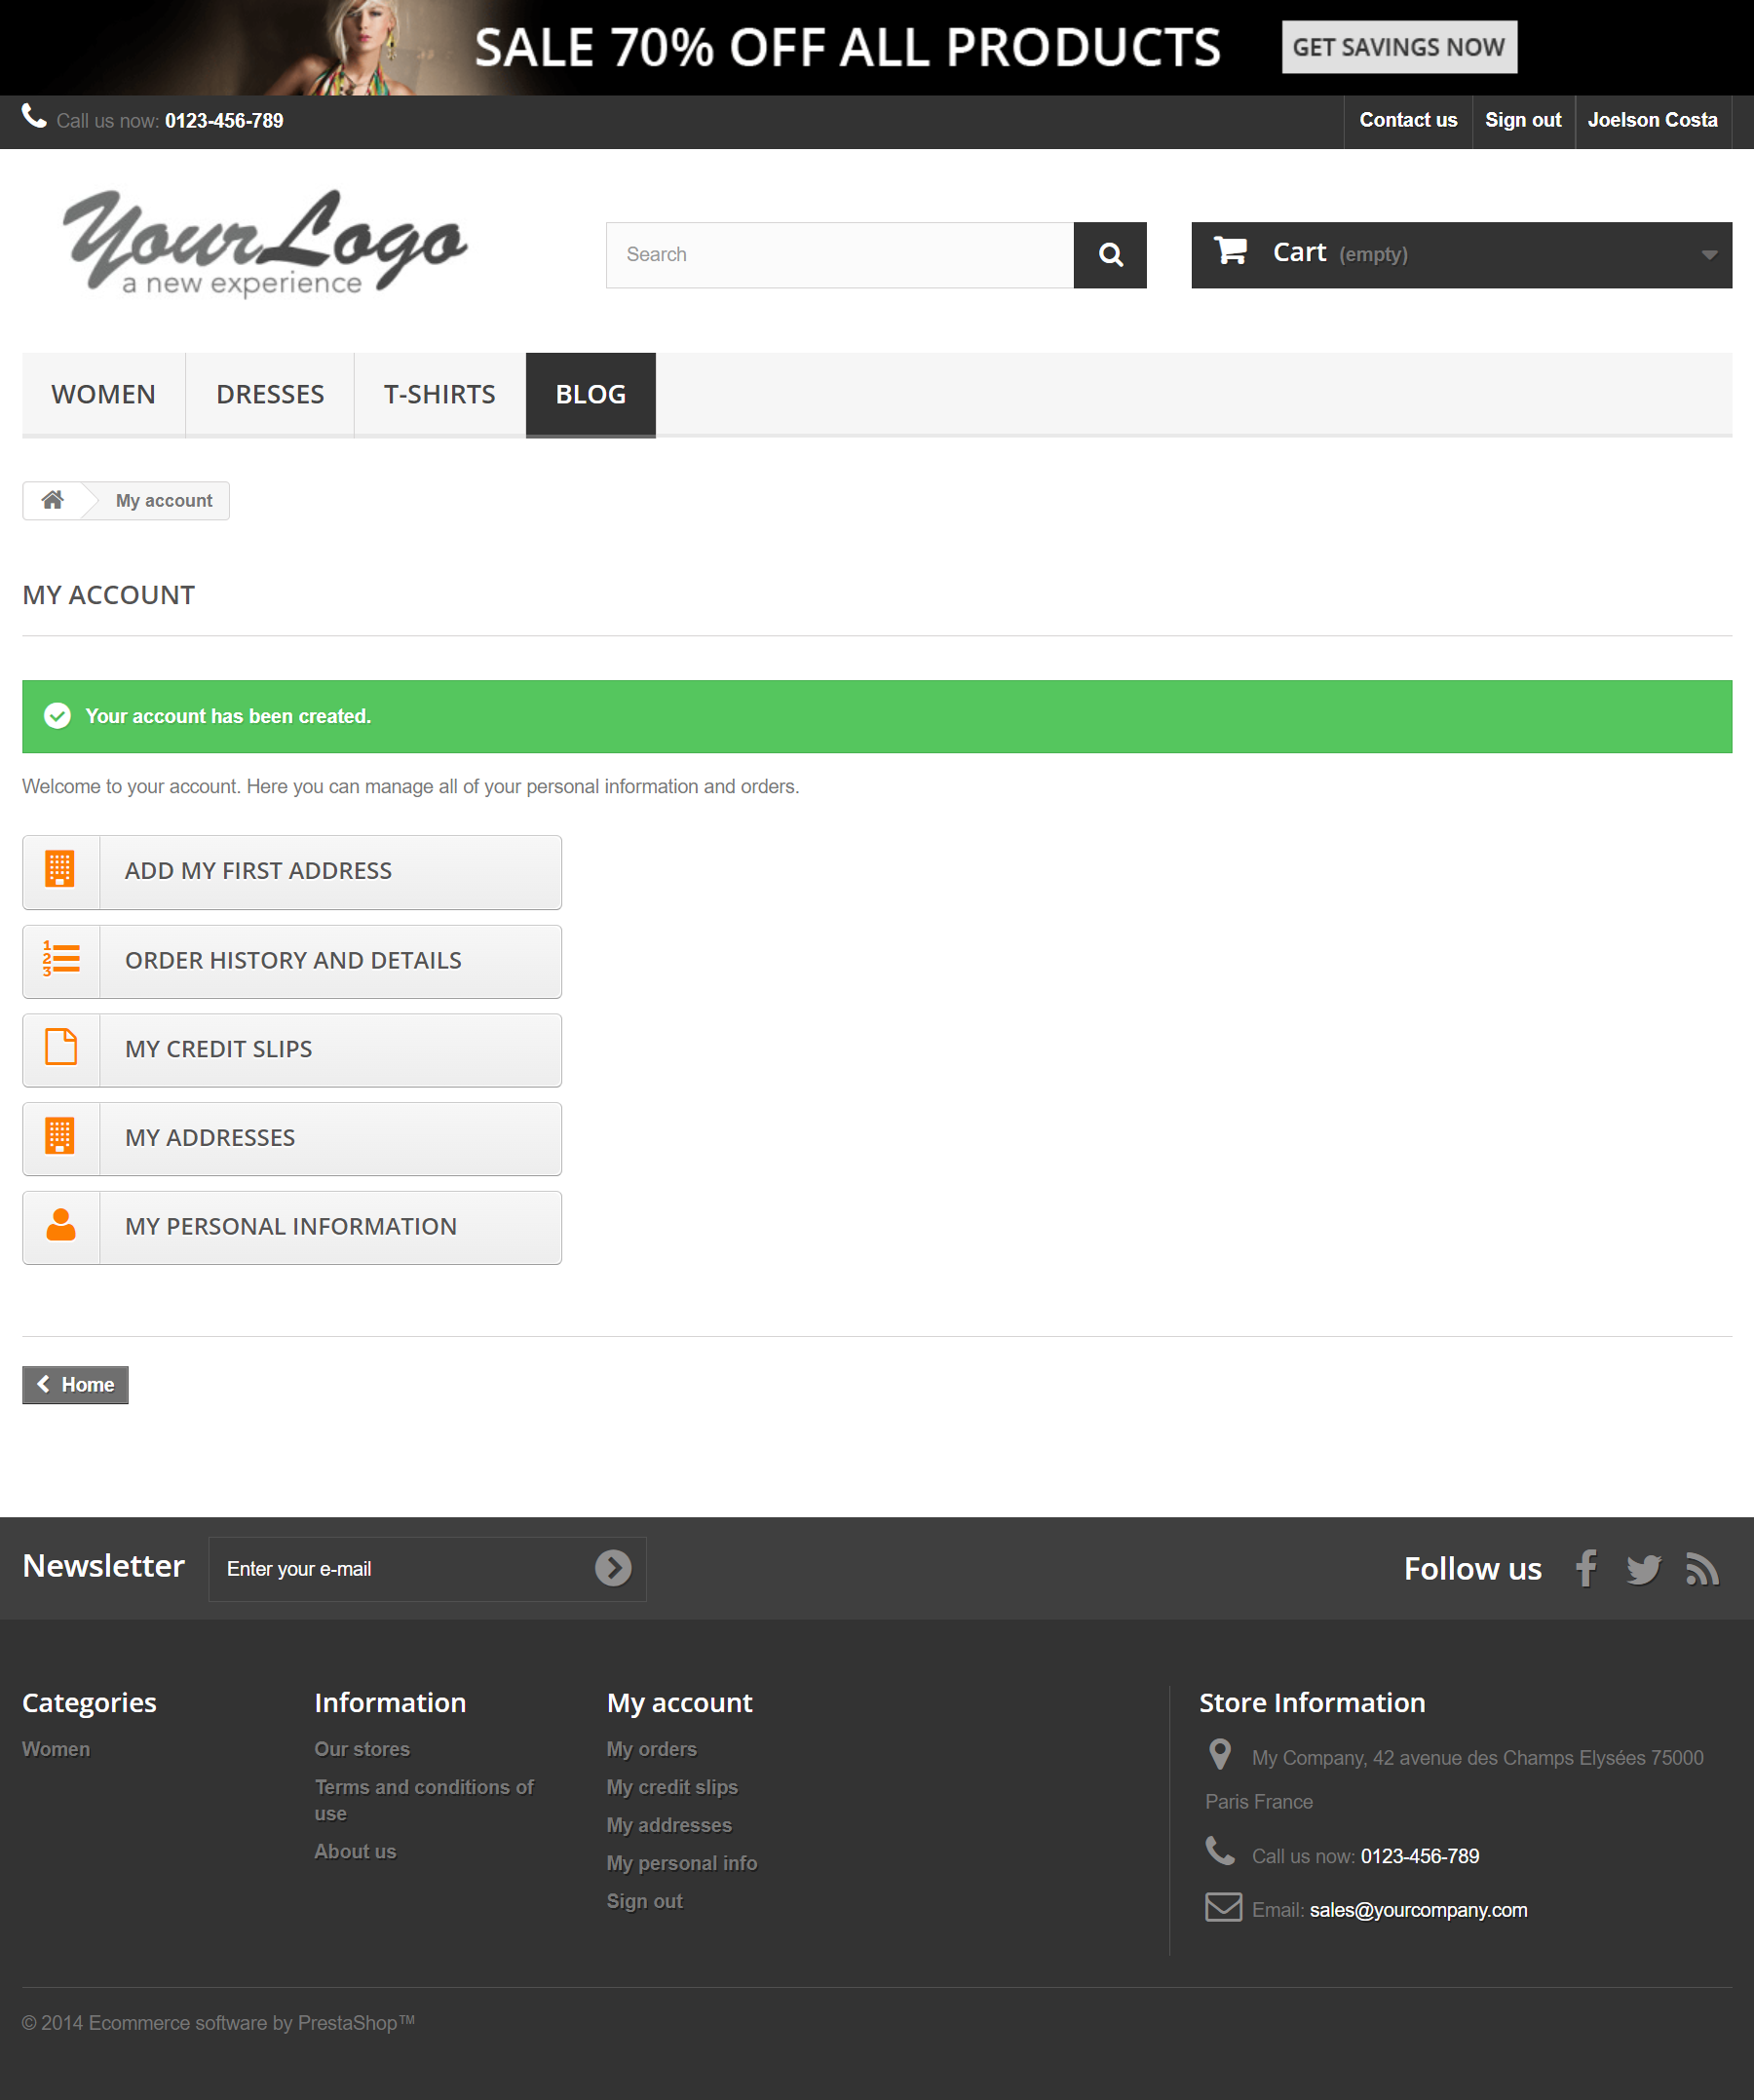 SALE 70% OFF ALL PRODUCTS
GET SAVINGS NOW
Call us now: 0123-456-789
Contact us
Sign out
Joelson Costa
YourLogo
a new experience
Search
Cart (empty)
WOMEN
DRESSES
T-SHIRTS
BLOG
My account
MY ACCOUNT
Your account has been created.
Welcome to your account. Here you can manage all of your personal information and orders.
ADD MY FIRST ADDRESS
1
2
3
ORDER HISTORY AND DETAILS
MY CREDIT SLIPS
MY ADDRESSES
MY PERSONAL INFORMATION
Home
Newsletter
Enter your e-mail
Follow us
Categories
Women
Information
Our stores
Terms and conditions of
use
About us
My account
My orders
My credit slips
My addresses
My personal info
Sign out
Store Information
My Company, 42 avenue des Champs Elysées 75000
Paris France
Call us now: 0123-456-789
Email: sales@yourcompany.com
© 2014 Ecommerce software by PrestaShop™